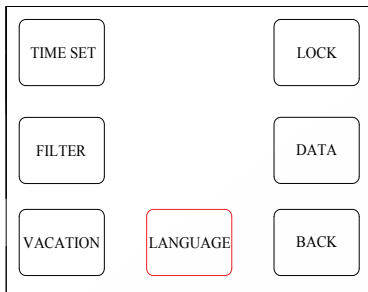 TIME SET
LOCK
FILTER
DATA
VACATION
LANGUAGE
BACK